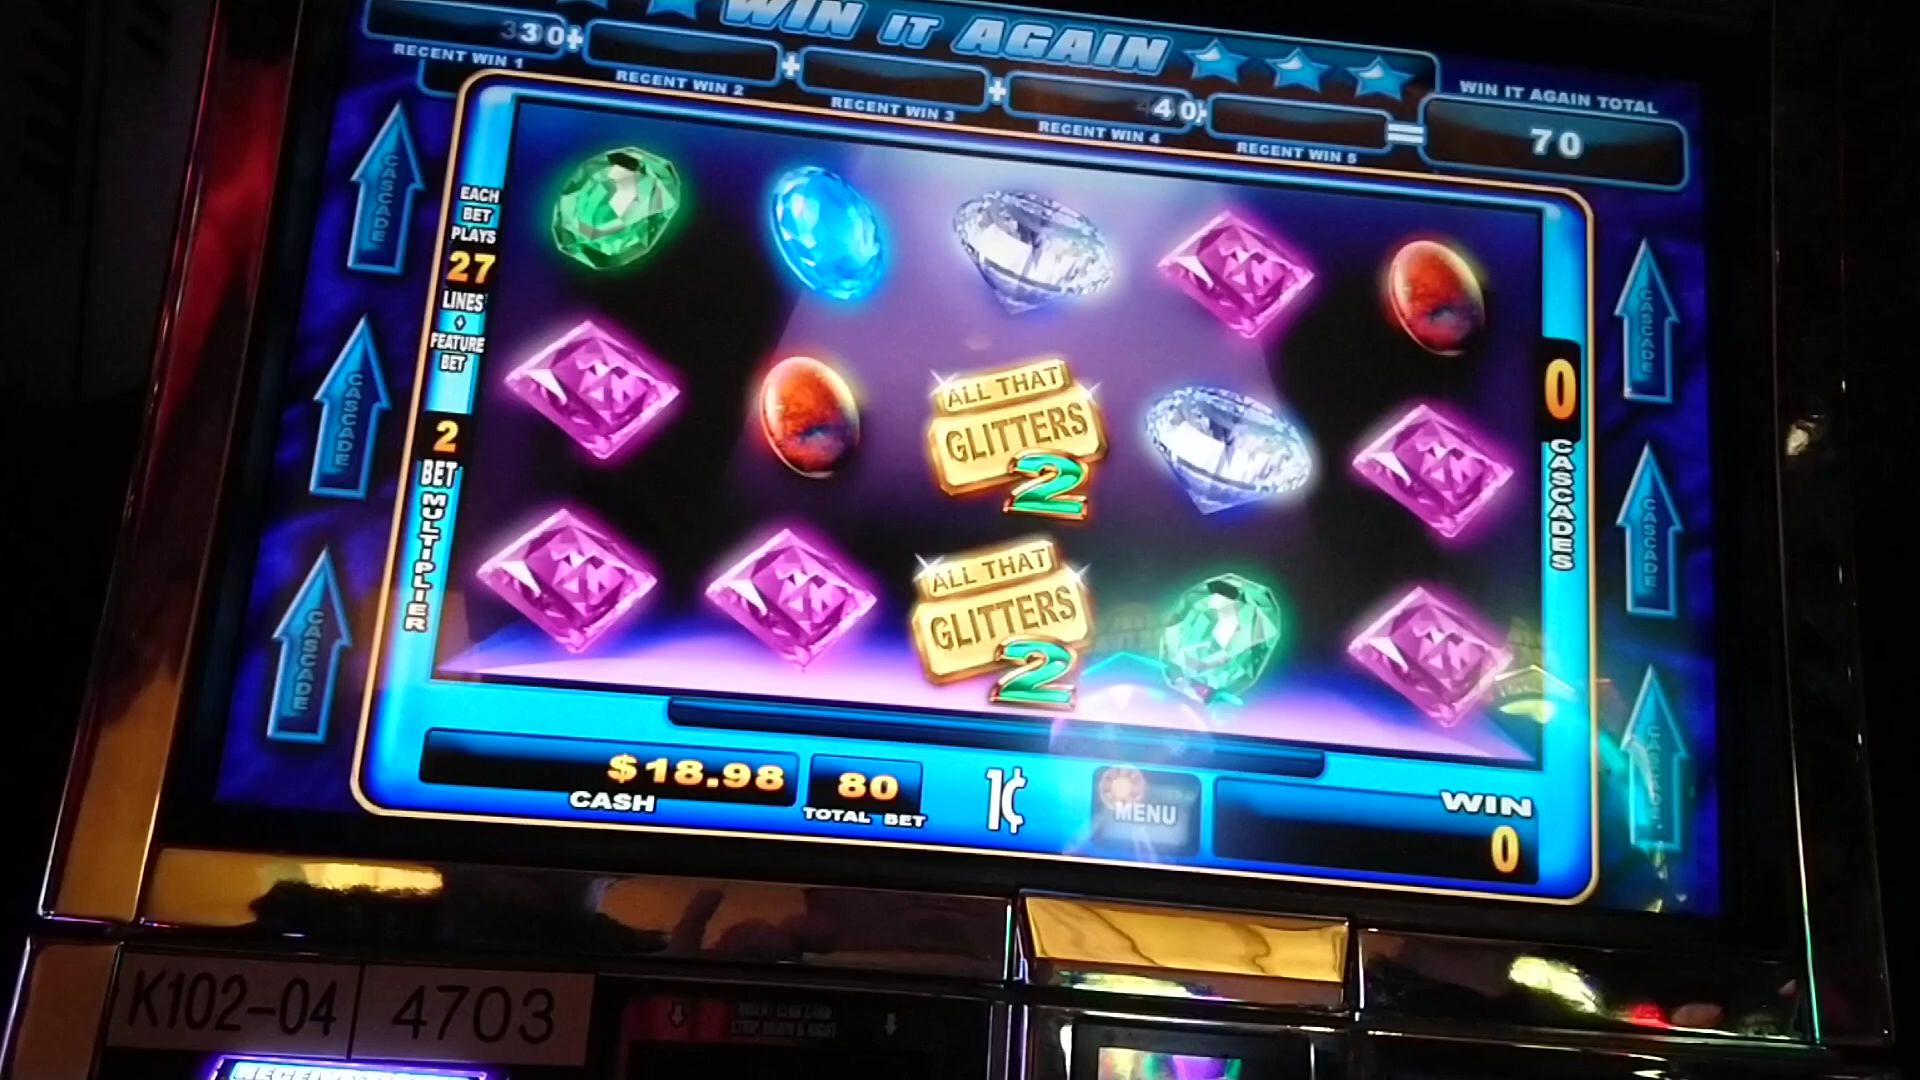 WIN IT AGAIN
30+
RECENT WIN 1
+
RECENT WIN 2
+
RECENT WIN 3
40+
RECENT WIN 4
=
RECENT WIN 5
WIN IT AGAIN TOTAL
70
CASCADE
CASCADE
CASCADE
EACH
BET
PLAYS
27
LINES
FEATURE
BET
2
BET
MULTIPLIER
ALL THAT
GLITTERS
2
ALL THAT
GLITTERS
2
0
CASCADES
CASCADE
CASCADE
CASCADE
$18.98
CASH
80
TOTAL BET
1¢
MENU
WIN
0
K102-04
4703